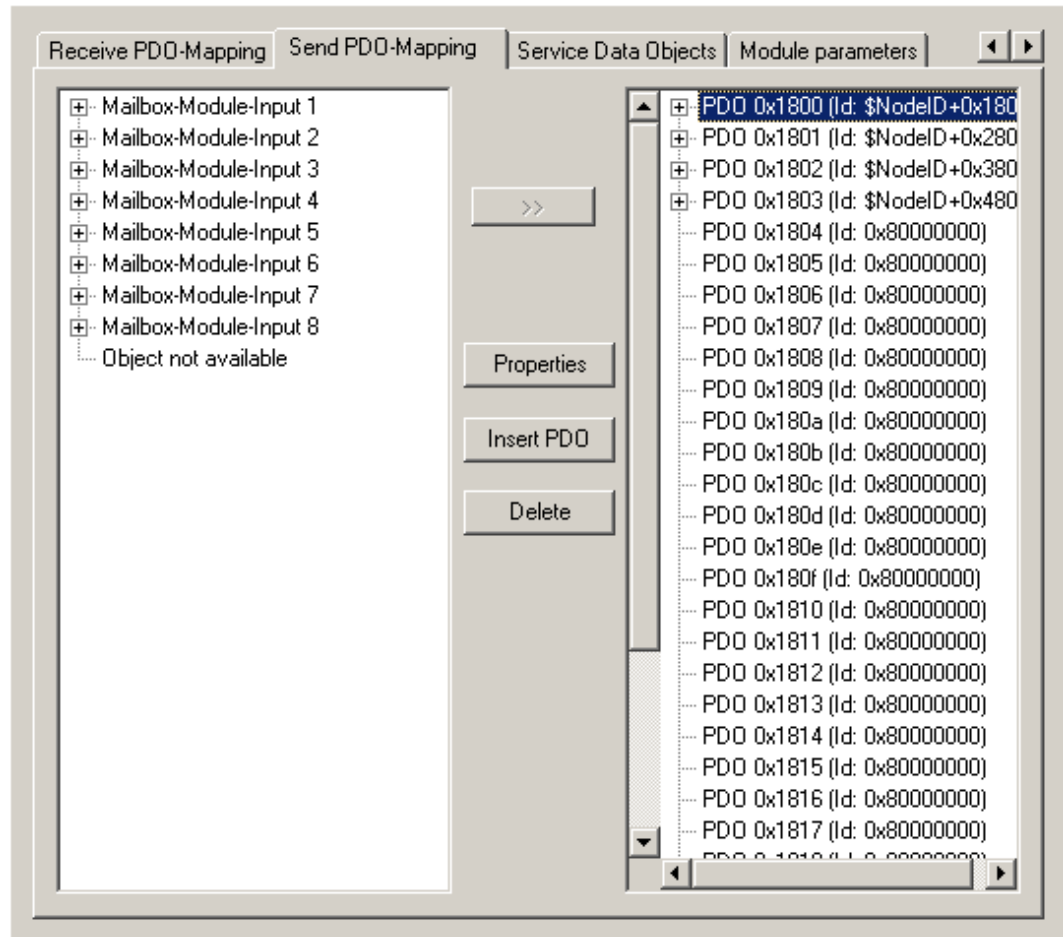 Receive PDO-Mapping
Send PDO-Mapping
Service Data Objects
Module parameters
Mailbox-Module-Input 1
Mailbox-Module-Input 2
Mailbox-Module-Input 3
Mailbox-Module-Input 4
Mailbox-Module-Input 5
Mailbox-Module-Input 6
Mailbox-Module-Input 7
Mailbox-Module-Input 8
Object not available
>>
Properties
Insert PDO
Delete
PDO 0x1800 (Id: $NodeID+0x180
PDO 0x1801 (Id: $NodeID+0x280
PDO 0x1802 (Id: $NodeID+0x380
PDO 0x1803 (Id: $NodeID+0x480
PDO 0x1804 (Id: 0x80000000)
PDO 0x1805 (Id: 0x80000000)
PDO 0x1806 (Id: 0x80000000)
PDO 0x1807 (Id: 0x80000000)
PDO 0x1808 (Id: 0x80000000)
PDO 0x1809 (Id: 0x80000000)
PDO 0x180a (Id: 0x80000000)
PDO 0x180b (Id: 0x80000000)
PDO 0x180c (Id: 0x80000000)
PDO 0x180d (Id: 0x80000000)
PDO 0x180e (Id: 0x80000000)
PDO 0x180f (Id: 0x80000000)
PDO 0x1810 (Id: 0x80000000)
PDO 0x1811 (Id: 0x80000000)
PDO 0x1812 (Id: 0x80000000)
PDO 0x1813 (Id: 0x80000000)
PDO 0x1814 (Id: 0x80000000)
PDO 0x1815 (Id: 0x80000000)
PDO 0x1816 (Id: 0x80000000)
PDO 0x1817 (Id: 0x80000000)